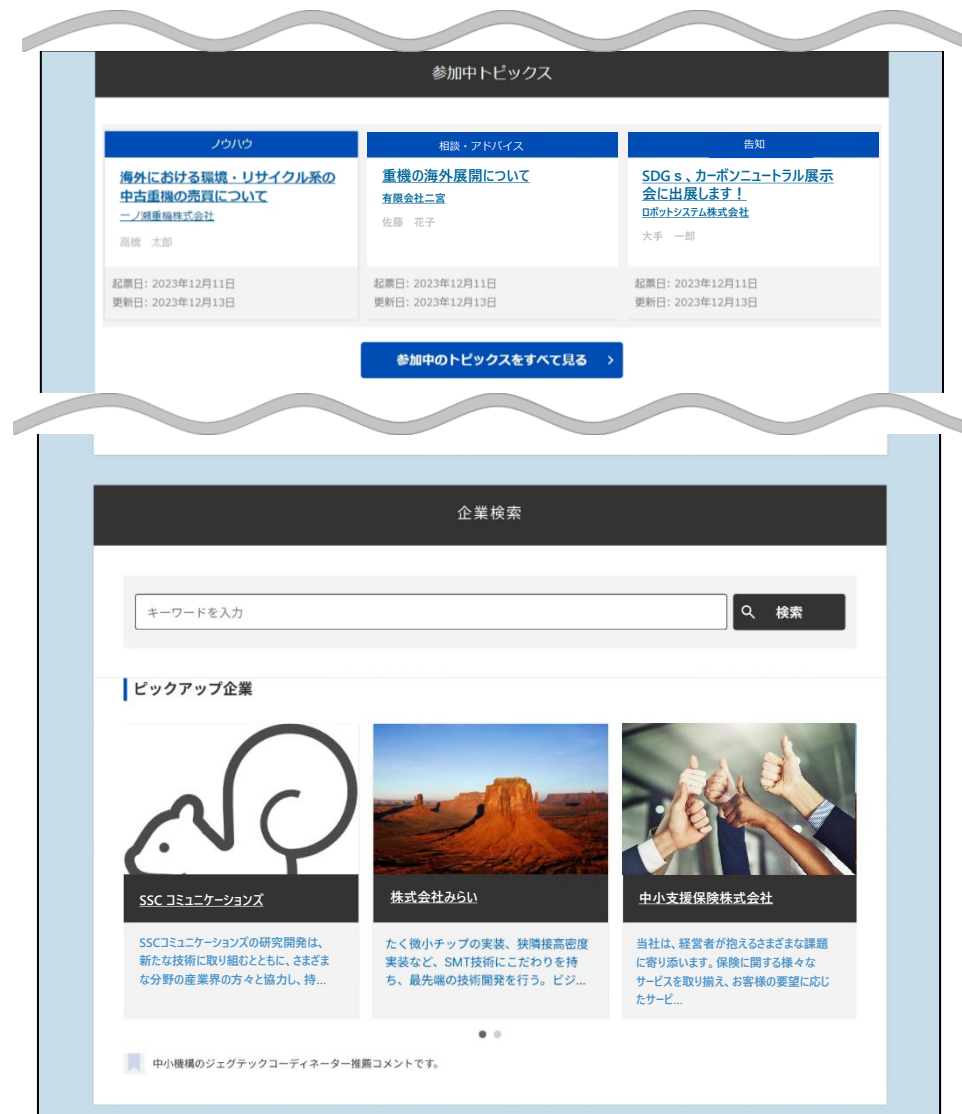 参加中トピックス
ノウハウ
海外における環境・リサイクル系の
中古重機の売買について
一ノ瀬重機株式会社
高橋 太郎
起票日: 2023年12月11日
更新日: 2023年12月13日
相談・アドバイス
重機の海外展開について
有限会社二宮
佐藤 花子
起票日: 2023年12月11日
更新日: 2023年12月13日
告知
SDGｓ、カーボンニュートラル展示
会に出展します！
ロボットシステム株式会社
大手 一郎
起票日: 2023年12月11日
更新日: 2023年12月13日
参加中のトピックスをすべて見る
企業検索
キーワードを入力
検索
ピックアップ企業
SSC コミュニケーションズ
SSCコミュニケーションズの研究開発は、
新たな技術に取り組むとともに、さまざま
な分野の産業界の方々と協力し、持...
株式会社みらい
たく微小チップの実装、狭隣接高密度
実装など、SMT技術にこだわりを持
ち、最先端の技術開発を行う。ビジ...
中小支援保険株式会社
当社は、経営者が抱えるさまざまな課題
に寄り添います。保険に関する様々な
サービスを取り揃え、お客様の要望に応じ
たサービ...
中小機構のジェグテックコーディネーター推薦コメントです。